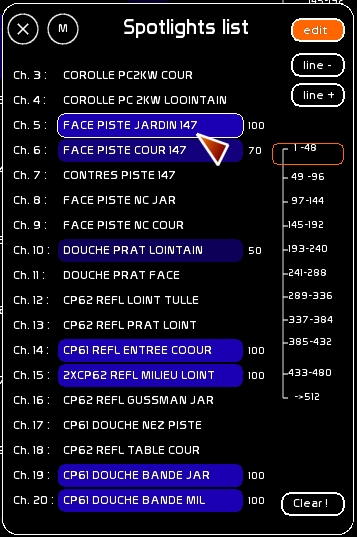 X M Spotlights list edit
line -
line +
Ch. 3 : COROLLE PC2KW COUR
Ch. 4 : COROLLE PC 2KW LOOINTAIN
Ch. 5 : FACE PISTE JARDIN 147 100
Ch. 6 : FACE PISTE COUR 147 70
Ch. 7 : CONTRES PISTE 147
Ch. 8 : FACE PISTE NC JAR
Ch. 9 : FACE PISTE NC COUR
Ch. 10 : DOUCHE PRAT LOINTAIN 50
Ch. 11 : DOUCHE PRAT FACE
Ch. 12 : CP62 REFL LOINT TULLE
Ch. 13 : CP62 REFL PRAT LOINT
Ch. 14 : CP61 REFL ENTREE COOUR 100
Ch. 15 : 2XCP62 REFL MILIEU LOINT 100
Ch. 16 : CP62 REFL GUSSMAN JAR
Ch. 17 : CP61 DOUCHE NEZ PISTE
Ch. 18 : CP62 REFL TABLE COUR
Ch. 19 : CP61 DOUCHE BANDE JAR 100
Ch. 20 : CP61 DOUCHE BANDE MIL 100
1 -48
49 -96
97-144
145-192
193-240
241-288
289-336
337-384
385-432
433-480
->512
Clear !